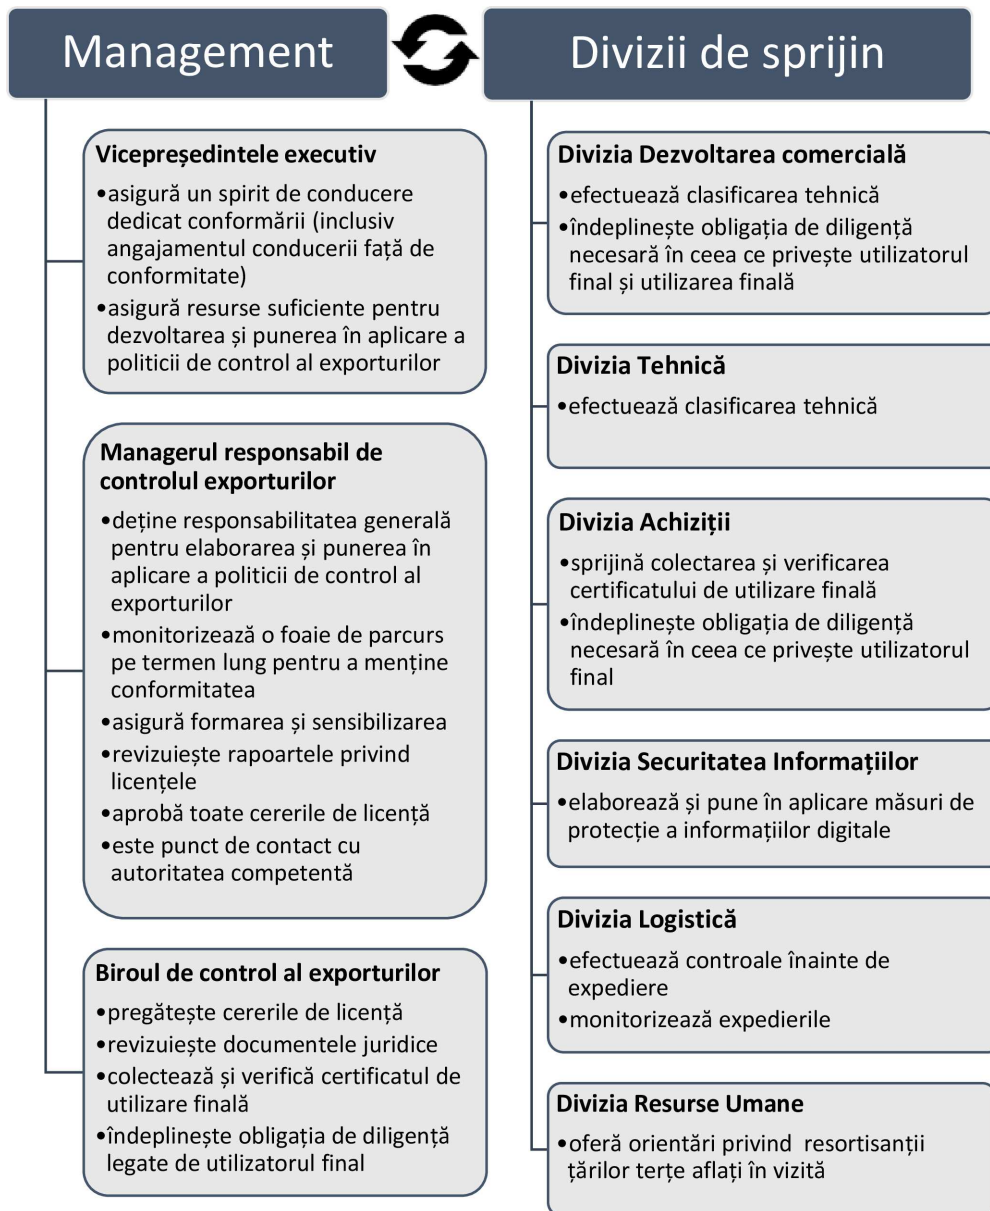 Management
Vicepreședintele executiv
•asigură un spirit de conducere
dedicat conformării (inclusiv
angajamentul conducerii față de
conformitate)
•asigură resurse suficiente pentru
dezvoltarea și punerea în aplicare a
politicii de control al exporturilor
Managerul responsabil de
controlul exporturilor
•deține responsabilitatea generală
pentru elaborarea și punerea în
aplicare a politicii de control al
exporturilor
•monitorizează o foaie de parcurs
pe termen lung pentru a menține
conformitatea
•asigură formarea și sensibilizarea
•revizuiește rapoartele privind
licențele
•aprobă toate cererile de licență
•este punct de contact cu
autoritatea competentă
Biroul de control al exporturilor
•pregătește cererile de licență
•revizuiește documentele juridice
•colectează și verifică certificatul de
utilizare finală
•îndeplinește obligația de diligență
legate de utilizatorul final
Divizii de sprijin
Divizia Dezvoltarea comercială
•efectuează clasificarea tehnică
•îndeplinește obligația de diligență
necesară în ceea ce privește utilizatorul
final și utilizarea finală
Divizia Tehnică
•efectuează clasificarea tehnică
Divizia Achiziții
•sprijină colectarea și verificarea
certificatului de utilizare finală
•îndeplinește obligația de diligență
necesară în ceea ce privește utilizatorul
final
Divizia Securitatea Informațiilor
•elaborează și pune în aplicare măsuri de
protecție a informațiilor digitale
Divizia Logistică
•efectuează controale înainte de
expediere
•monitorizează expedierile
Divizia Resurse Umane
•oferă orientări privind  resortisanții
țărilor terțe aflați în vizită